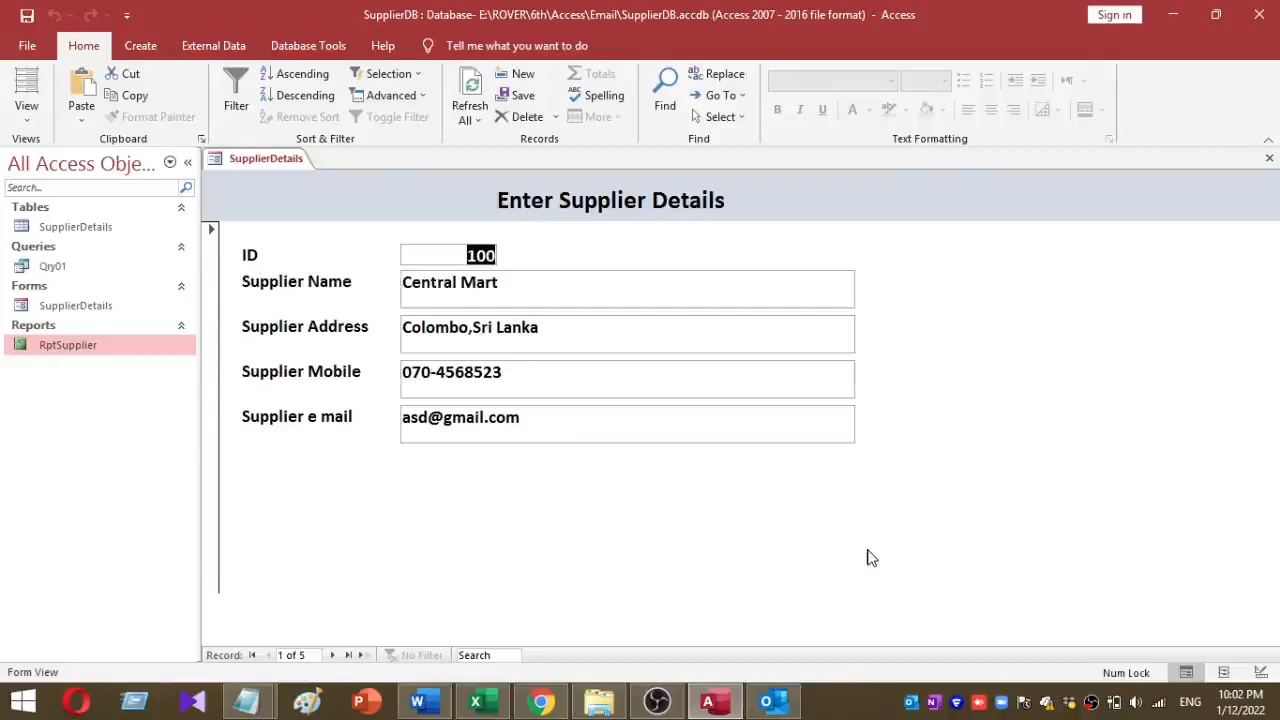 SupplierDB : Database- E:\ROVER\6th\Access\Email\SupplierDB.accdb (Access 2007 - 2016 file format) - Access
Sign in
File Home Create External Data Database Tools Help Tell me what you want to do
View
Views
Paste
Cut
Copy
Format Painter
Clipboard
Filter
Ascending
Descending
Remove Sort
Selection
Advanced
Toggle Filter
Sort & Filter
Refresh
All
New
Save
Delete
Totals
Spelling
More
Records
Find
Replace
Go To
Select
Find
B I U A
Text Formatting
All Access Obje...
Search...
Tables
SupplierDetails
Queries
Qry01
Forms
SupplierDetails
Reports
RptSupplier
SupplierDetails
Enter Supplier Details
ID 100
Supplier Name Central Mart
Supplier Address Colombo,Sri Lanka
Supplier Mobile 070-4568523
Supplier e mail asd@gmail.com
Record: 1 of 5 No Filter Search
Form View
Num Lock
ENG
10:02 PM
1/12/2022